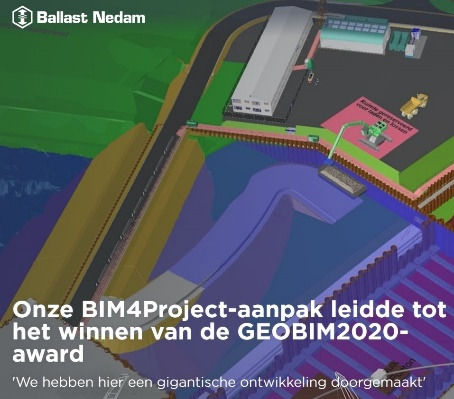 Ballast Nedam
Onze BIM4Project-aanpak leidde tot
het winnen van de GEOBIM2020-
award
'We hebben hier een gigantische ontwikkeling doorgemaakt'